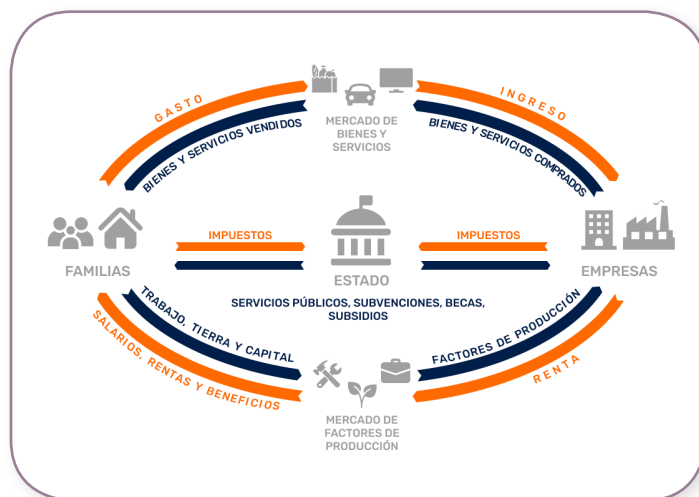 GASTO
INGRESO
BIENES Y SERVICIOS VENDIDOS
MERCADO DE
BIENES Y
SERVICIOS
BIENES Y SERVICIOS COMPRADOS
IMPUESTOS
IMPUESTOS
FAMILIAS
ESTADO
EMPRESAS
SERVICIOS PÚBLICOS, SUBVENCIONES, BECAS,
SUBSIDIOS
TRABAJO, TIERRA Y CAPITAL
FACTORES DE PRODUCCIÓN
SALARIOS, RENTAS Y BENEFICIOS
RENTA
MERCADO DE
FACTORES DE
PRODUCCIÓN